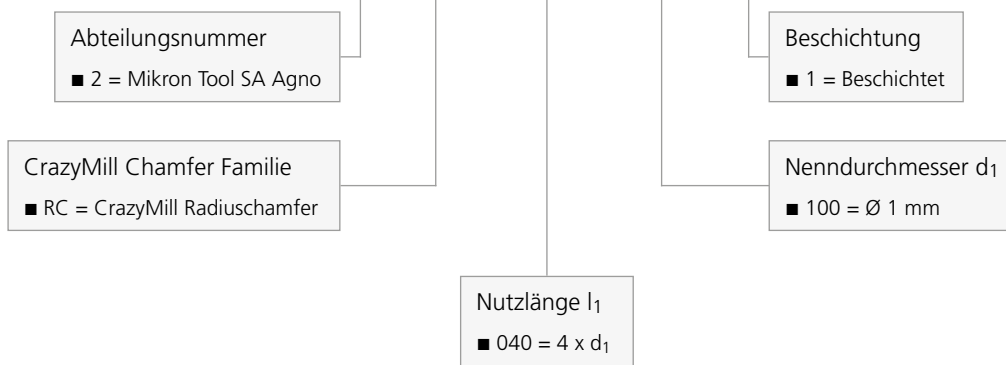 Abteilungsnummer
■ 2 = Mikron Tool SA Agno
Beschichtung
■ 1 = Beschichtet
CrazyMill Chamfer Familie
■ RC = CrazyMill Radiuschamfer
Nenndurchmesser d₁
■ 100 = Ø 1 mm
Nutzlänge l₁
■ 040 = 4 x d₁